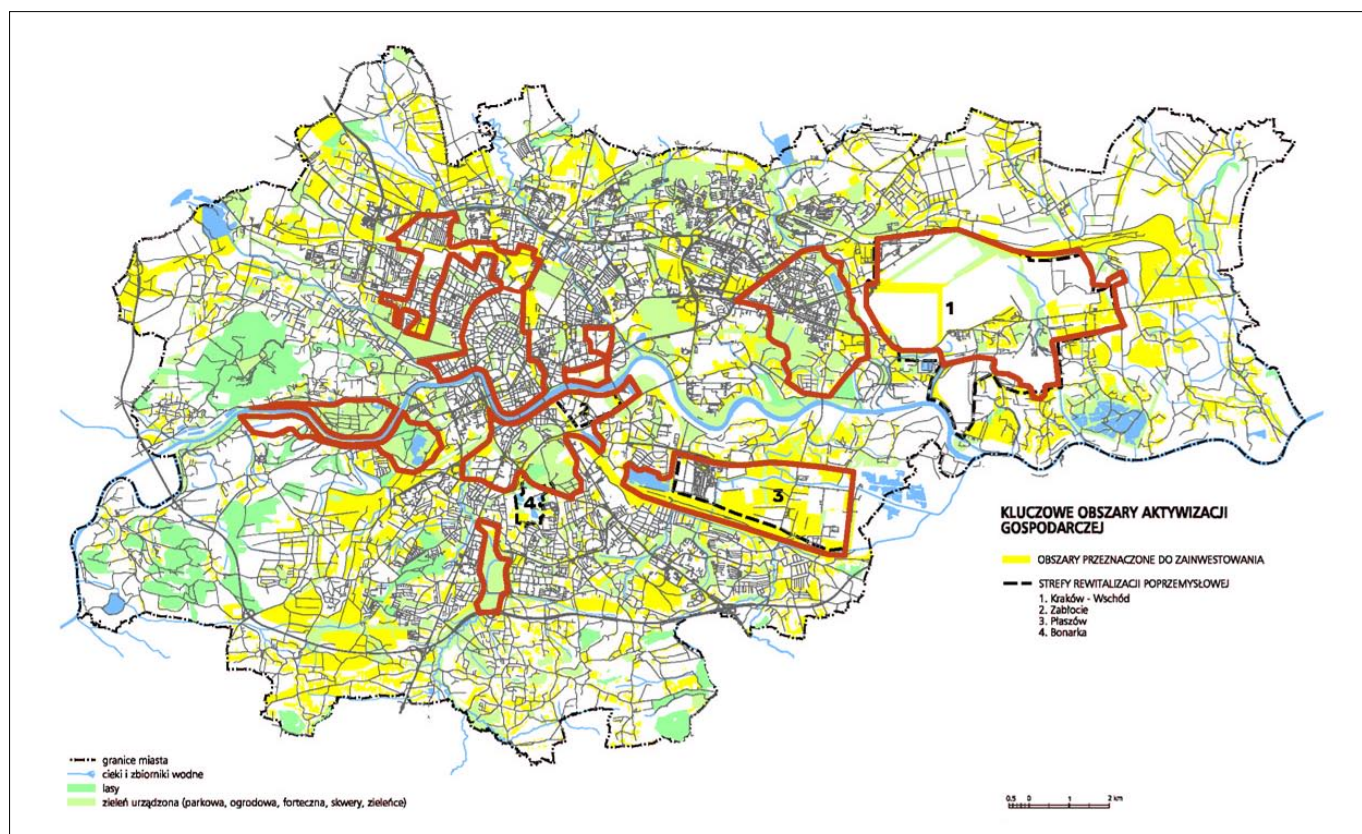 1
2
3
4
KLUCZOWE OBSZARY AKTYWIZACJI
GOSPODARCZEJ
OBSZARY PRZEZNACZONE DO ZAINWESTOWANIA
STREFY REWITALIZACJI POPRZEMYSŁOWEJ
1. Kraków - Wschód
2. Zabłocie
3. Płaszów
4. Bonarka
granice miasta
cieki i zbiorniki wodne
lasy
zieleń urządzona (parkowa, ogrodowa, forteczna, skwery, zieleńce)
0.5 0 1 2 km